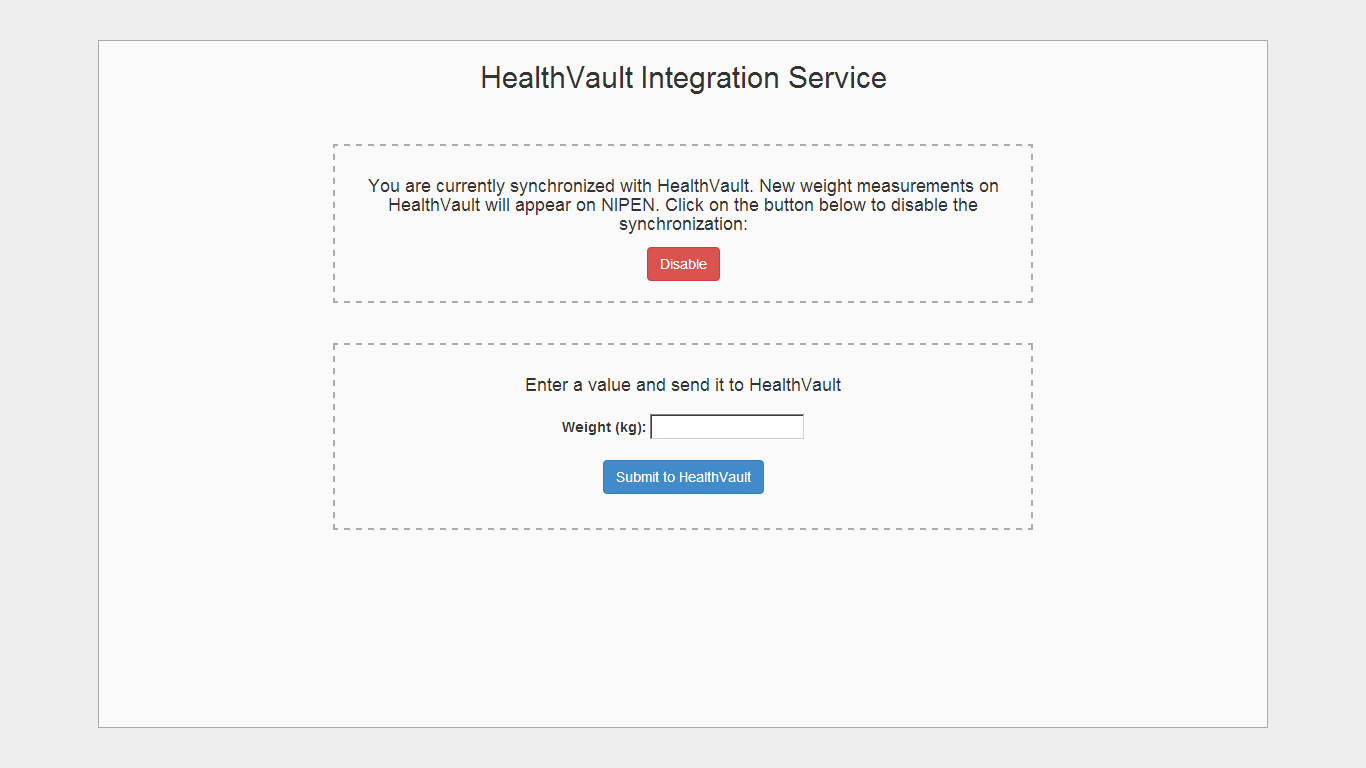 HealthVault Integration Service
You are currently synchronized with HealthVault. New weight measurements on
HealthVault will appear on NIPEN. Click on the button below to disable the
synchronization:
Disable
Enter a value and send it to HealthVault
Weight (kg):
Submit to HealthVault